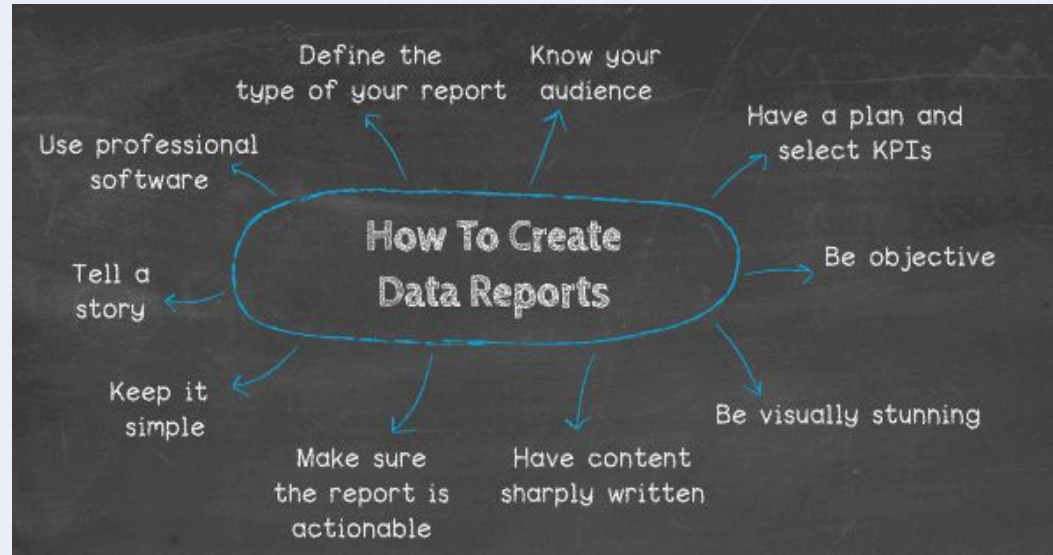 How To Create
Data Reports
Define the
type of your report
Know your
audience
Have a plan and
select KPIs
Be objective
Be visually stunning
Have content
sharply written
Make sure
the report is
actionable
Keep it
simple
Tell a
story
Use professional
software